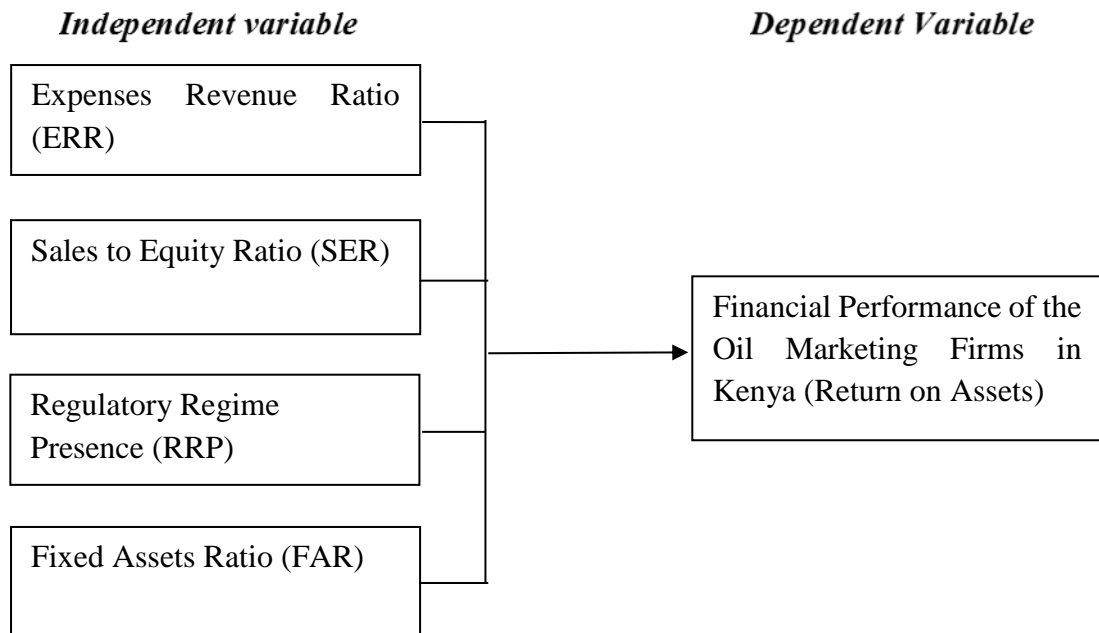 Independent variable
Dependent Variable
Expenses Revenue Ratio
(ERR)
Sales to Equity Ratio (SER)
Regulatory Regime
Presence (RRP)
Fixed Assets Ratio (FAR)
Financial Performance of the
Oil Marketing Firms in
Kenya (Return on Assets)